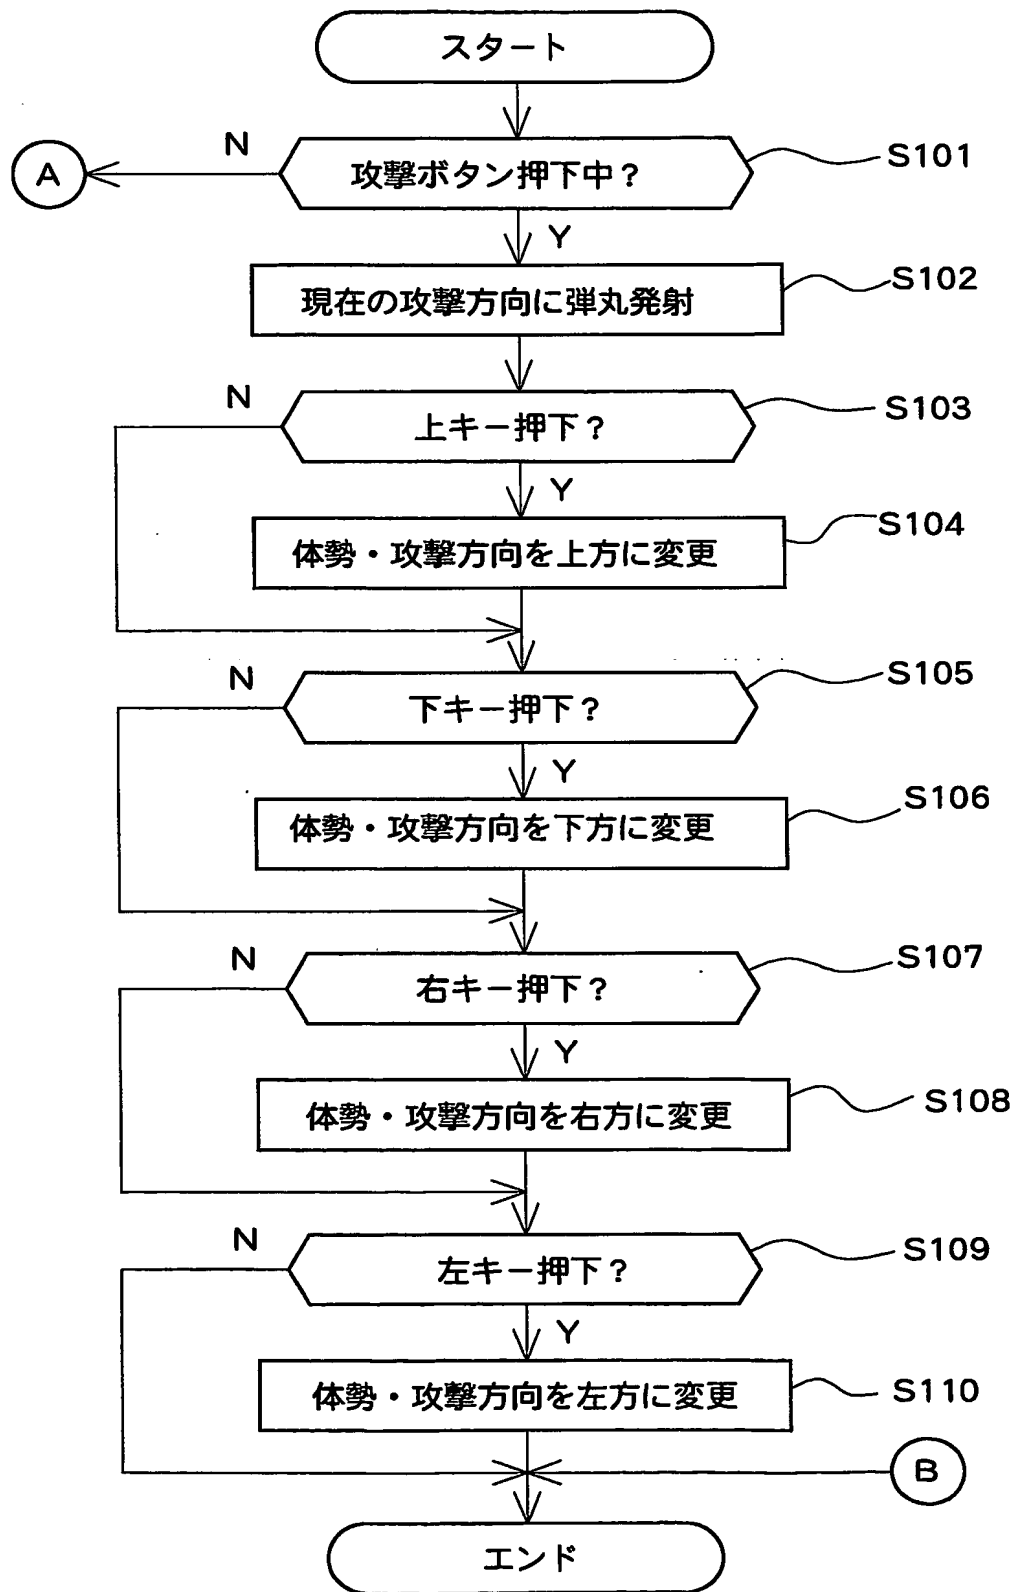 スタート
N
A
攻撃ボタン押下中？
S101
Y
現在の攻撃方向に弾丸発射
S102
N
上キー押下？
S103
Y
体勢・攻撃方向を上方に変更
S104
N
下キー押下？
S105
Y
体勢・攻撃方向を下方に変更
S106
N
右キー押下？
S107
Y
体勢・攻撃方向を右方に変更
S108
N
左キー押下？
S109
Y
体勢・攻撃方向を左方に変更
S110
B
エンド